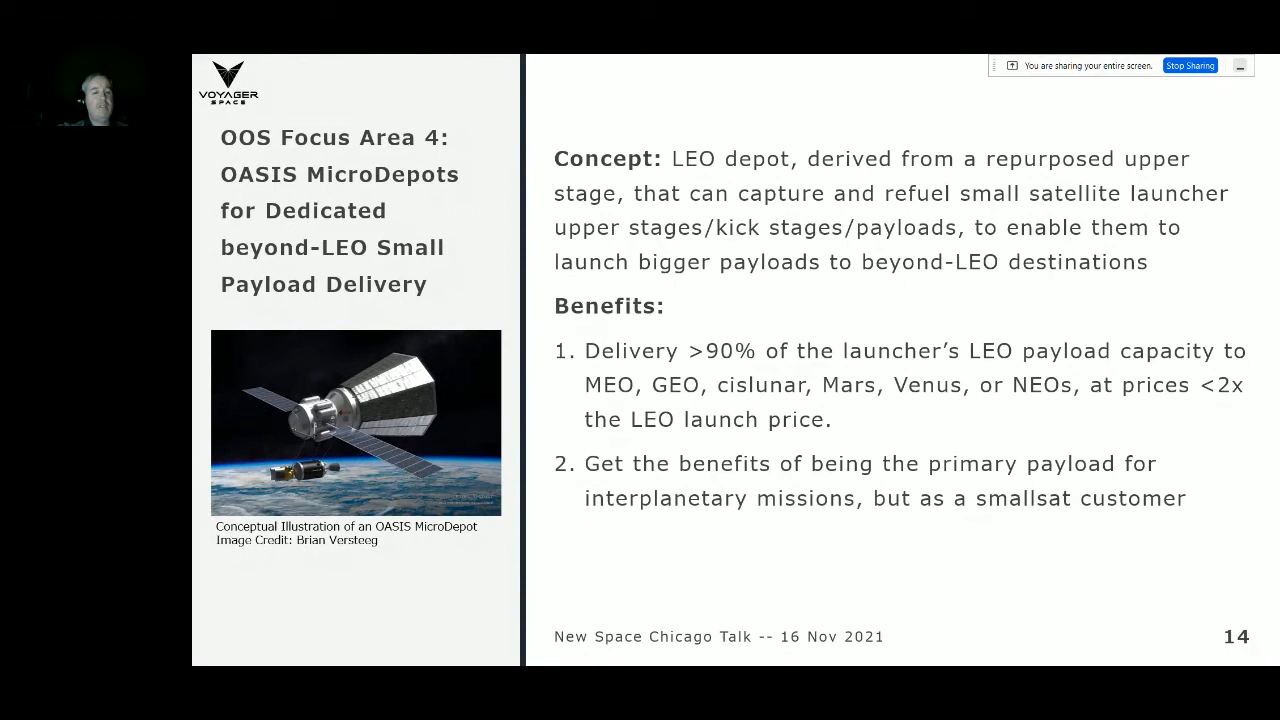 You are sharing your entire screen.
Stop Sharing
VOYAGER
SPACE
OOS Focus Area 4:
OASIS MicroDepots
for Dedicated
beyond-LEO Small
Payload Delivery
Conceptual Illustration of an OASIS MicroDepot
Image Credit: Brian Versteeg
Concept: LEO depot, derived from a repurposed upper
stage, that can capture and refuel small satellite launcher
upper stages/kick stages/payloads, to enable them to
launch bigger payloads to beyond-LEO destinations
Benefits:
1. Delivery >90% of the launcher’s LEO payload capacity to
MEO, GEO, cislunar, Mars, Venus, or NEOs, at prices <2x
the LEO launch price.
2. Get the benefits of being the primary payload for
interplanetary missions, but as a smallsat customer
New Space Chicago Talk -- 16 Nov 2021
14